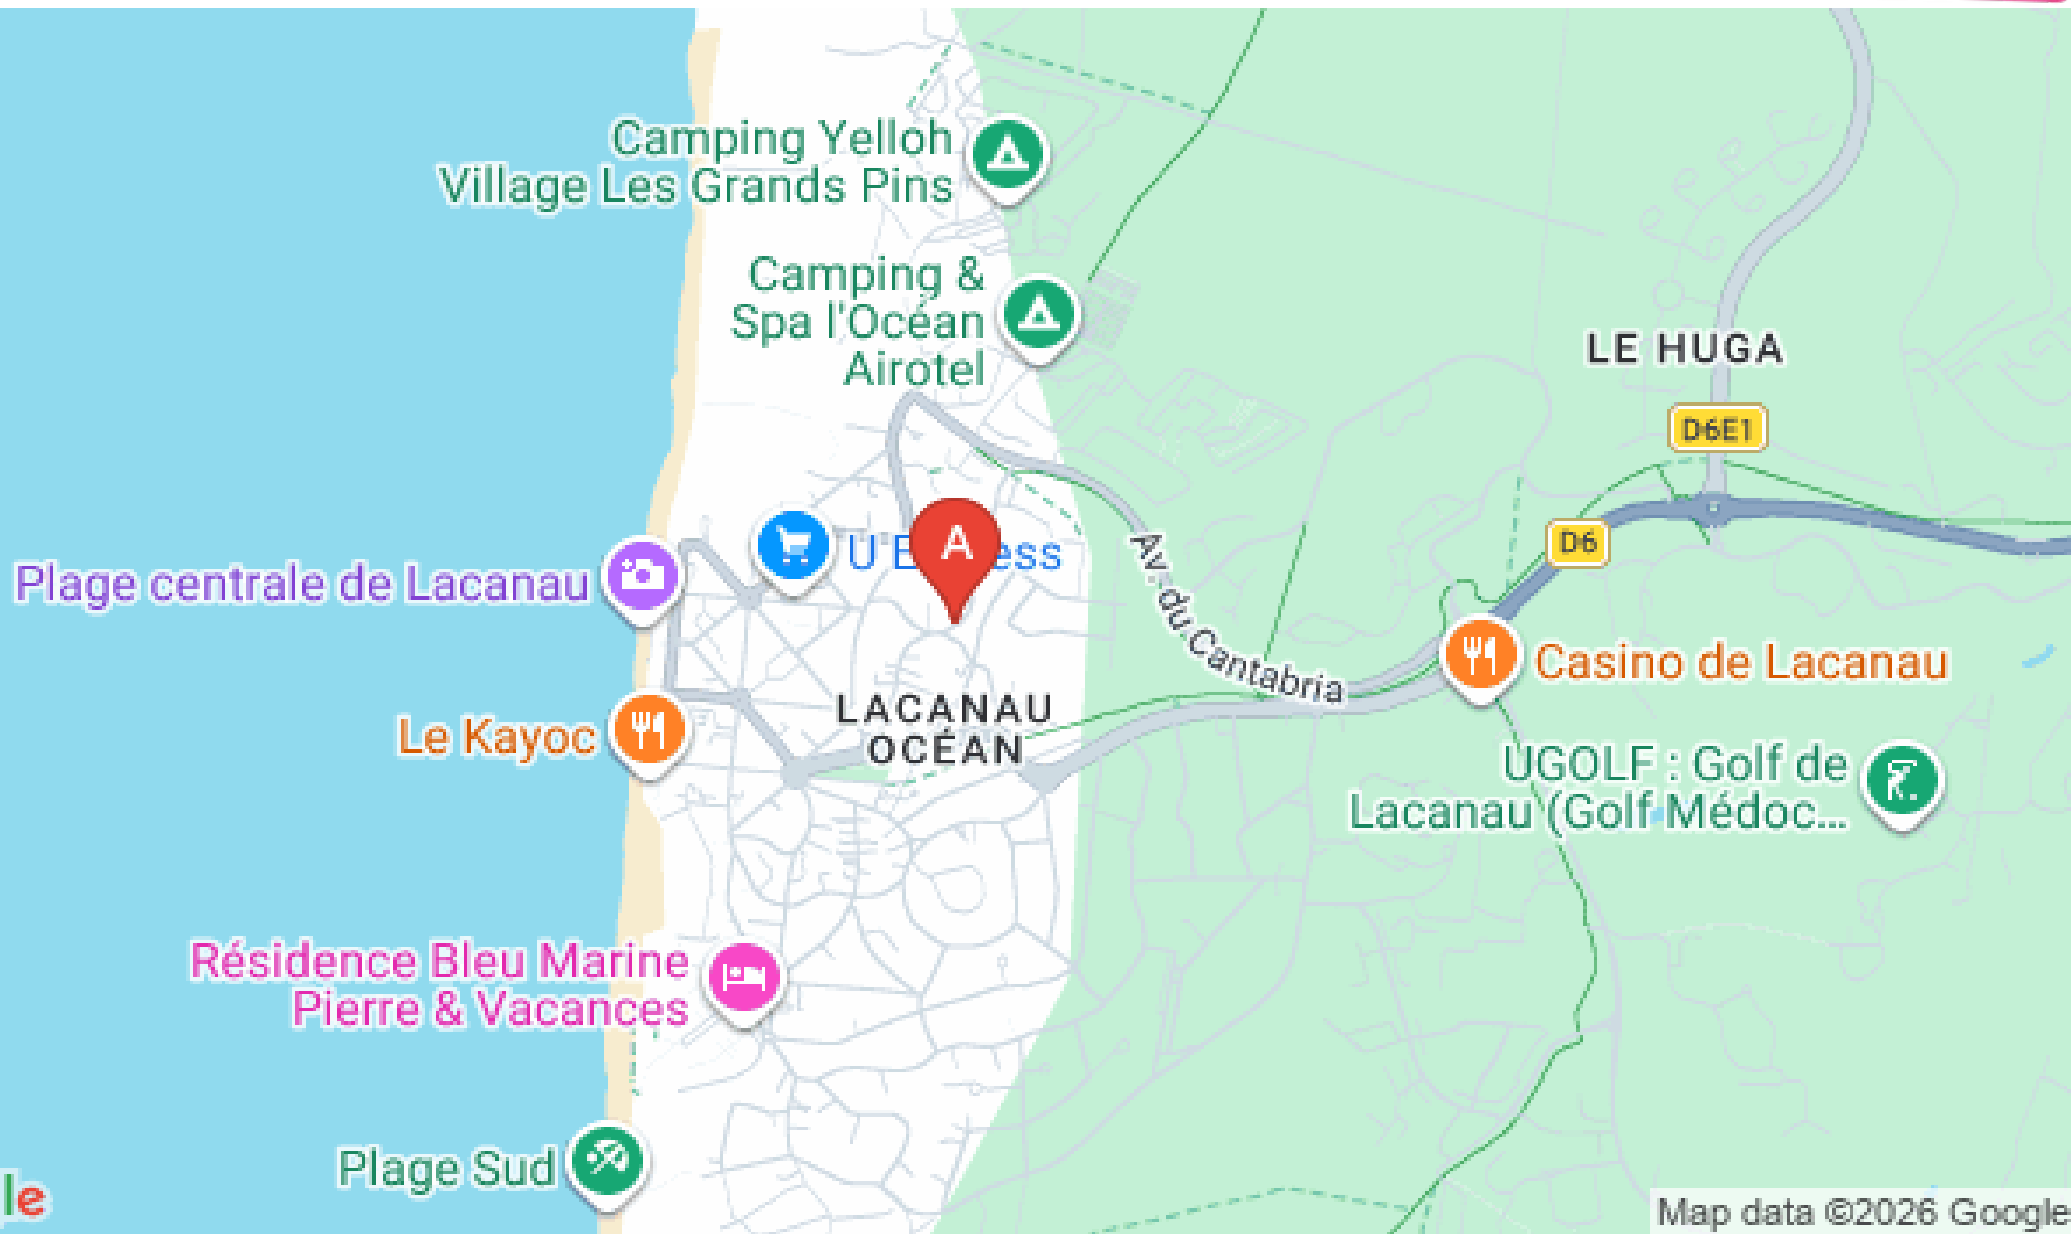 Camping Yelloh
Village Les Grands Pins
Camping &
Spa l'Océan
Airotel
LE HUGA
D6E1
D6
A
U E ess
Plage centrale de Lacanau
Av. du Cantabria
Casino de Lacanau
LACANAU
OCÉAN
Le Kayoc
UGOLF : Golf de
Lacanau (Golf Médoc...
Résidence Bleu Marine
Pierre & Vacances
Plage Sud
le
Map data ©2026 Google